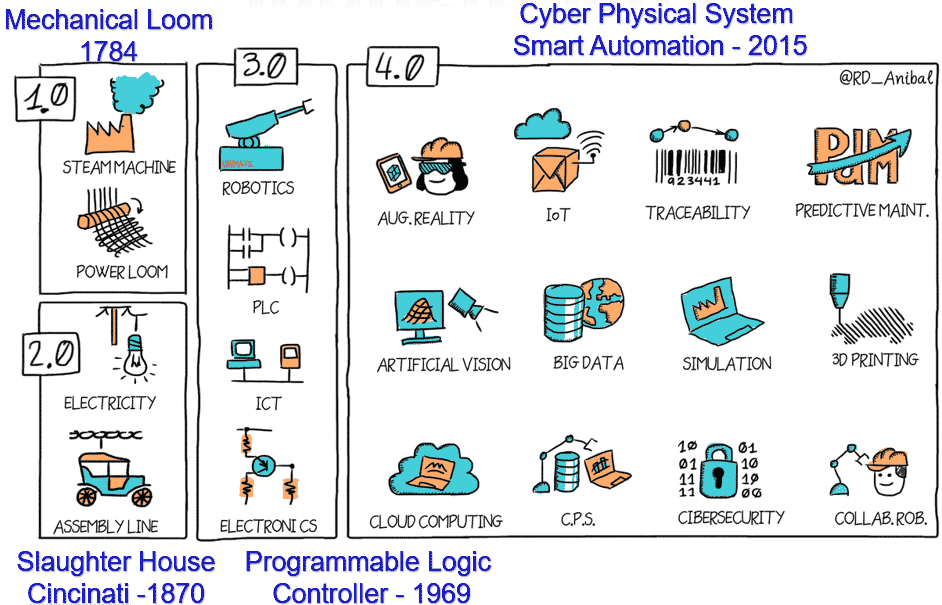 Mechanical Loom
1784
Cyber Physical System
Smart Automation - 2015
1.0
STEAM MACHINE
POWER LOOM
2.0
ELECTRICITY
ASSEMBLY LINE
3.0
UNIMATE
ROBOTICS
PLC
ICT
ELECTRONICS
4.0
@RD_Anibal
AUG. REALITY
IoT
923441
TRACEABILITY
PdM
PREDICTIVE MAINT.
ARTIFICIAL VISION
BIG DATA
SIMULATION
3D PRINTING
CLOUD COMPUTING
C.P.S.
10 01
01 10
11 10
11 00
CIBERSECURITY
COLLAB. ROB.
Slaughter House
Cincinati -1870
Programmable Logic
Controller - 1969